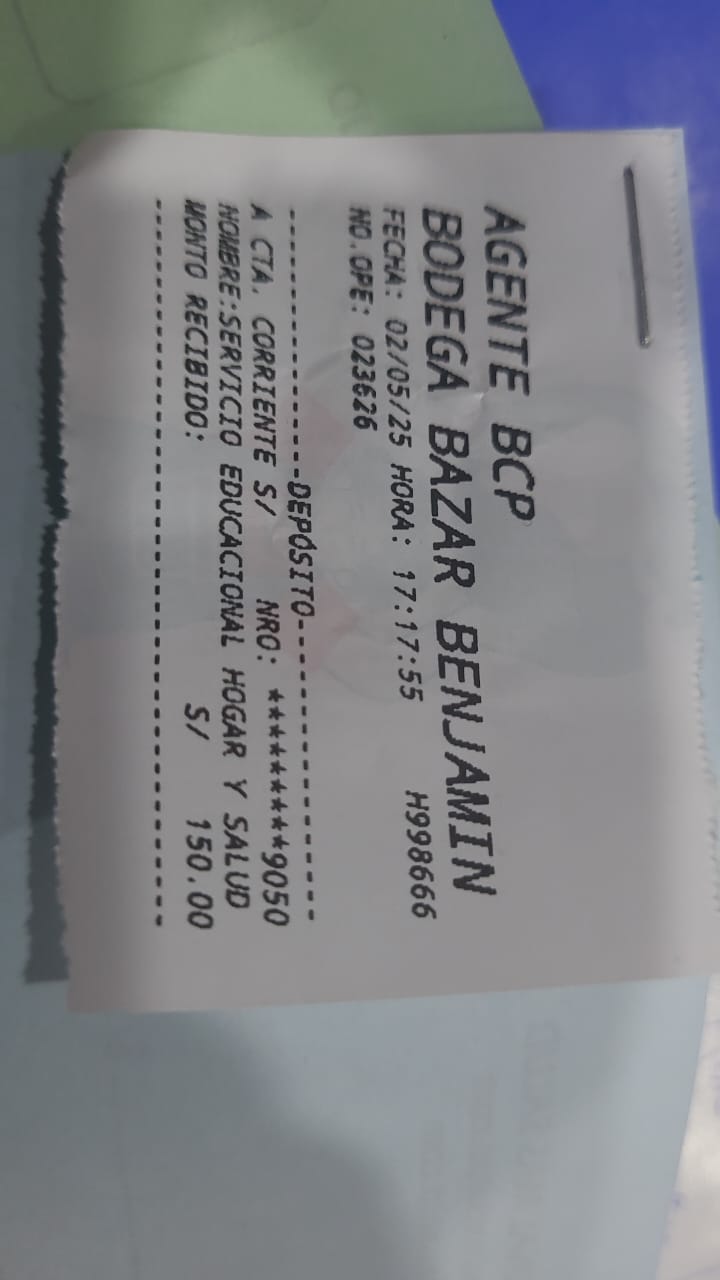 AGENTE BCP
BODEGA BAZAR BENJAMIN
FECHA: 02/05/25 HORA: 17:17:55 H998666
NO.OPE: 023626
-------------DEPÓSITO------------------
A CTA. CORRIENTE S/ NRO: *********9050
NOMBRE:SERVICIO EDUCACIONAL HOGAR Y SALUD
MONTO RECIBIDO: S/ 150.00